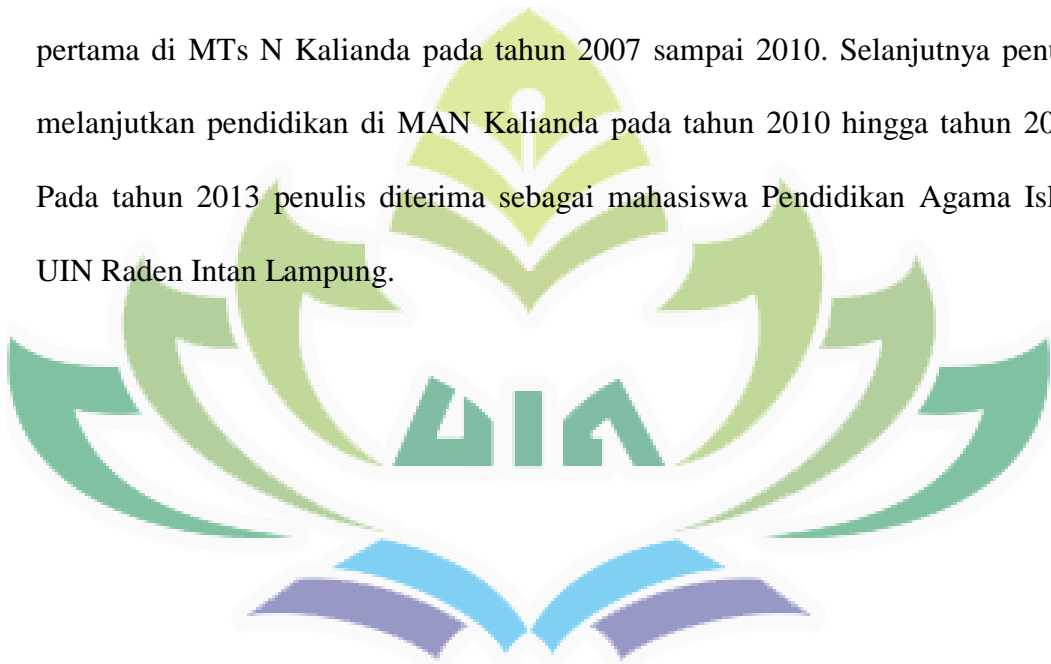 pertama di MTs N Kalianda pada tahun 2007 sampai 2010. Selanjutnya
melanjutkan pendidikan di MAN Kalianda pada tahun 2010 hingga tahun
Pada tahun 2013 penulis diterima sebagai mahasiswa Pendidikan Agama
UIN Raden Intan Lampung.
UIN